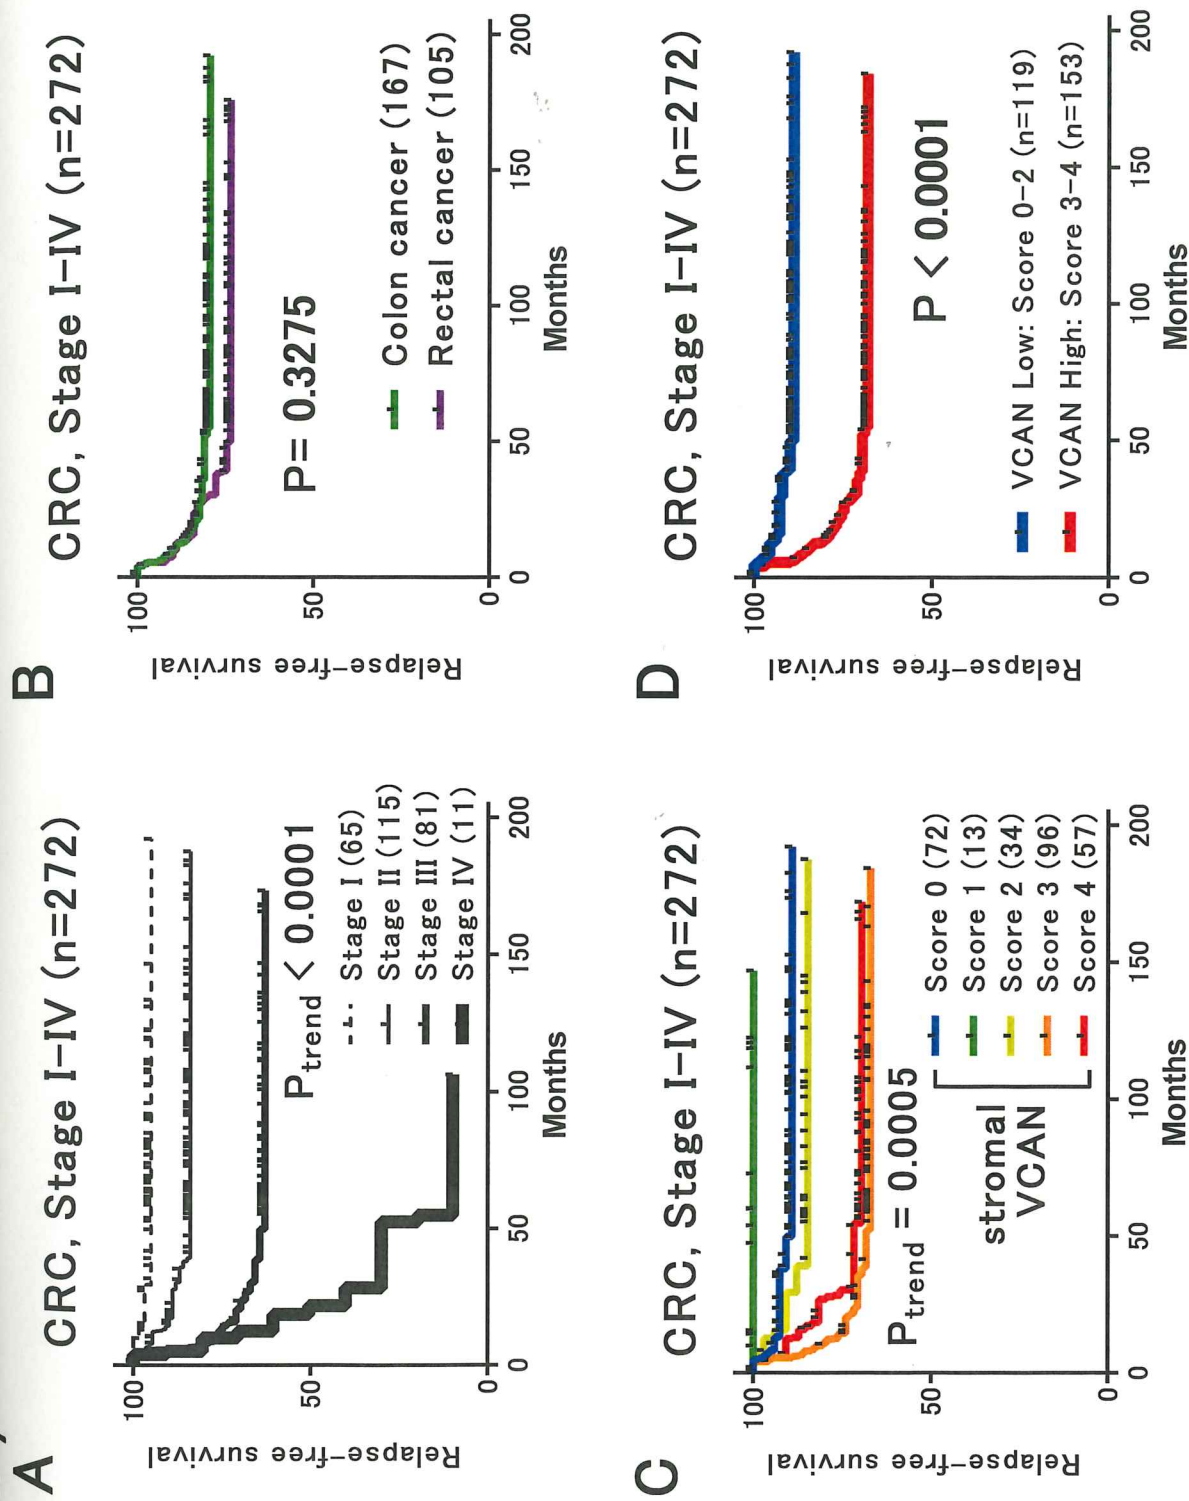 A
CRC, Stage I-IV (n=272)
Relapse-free survival
100
50
0
0
50
100
150
200
Months
Ptrend < 0.0001
Stage I (65)
Stage II (115)
Stage III (81)
Stage IV (11)
B
CRC, Stage I-IV (n=272)
Relapse-free survival
100
50
0
0
50
100
150
200
Months
P= 0.3275
Colon cancer (167)
Rectal cancer (105)
C
CRC, Stage I-IV (n=272)
Relapse-free survival
100
50
0
0
50
100
150
200
Months
Ptrend = 0.0005
stromal
VCAN
Score 0 (72)
Score 1 (13)
Score 2 (34)
Score 3 (96)
Score 4 (57)
D
CRC, Stage I-IV (n=272)
Relapse-free survival
100
50
0
0
50
100
150
200
Months
P < 0.0001
VCAN Low: Score 0-2 (n=119)
VCAN High: Score 3-4 (n=153)